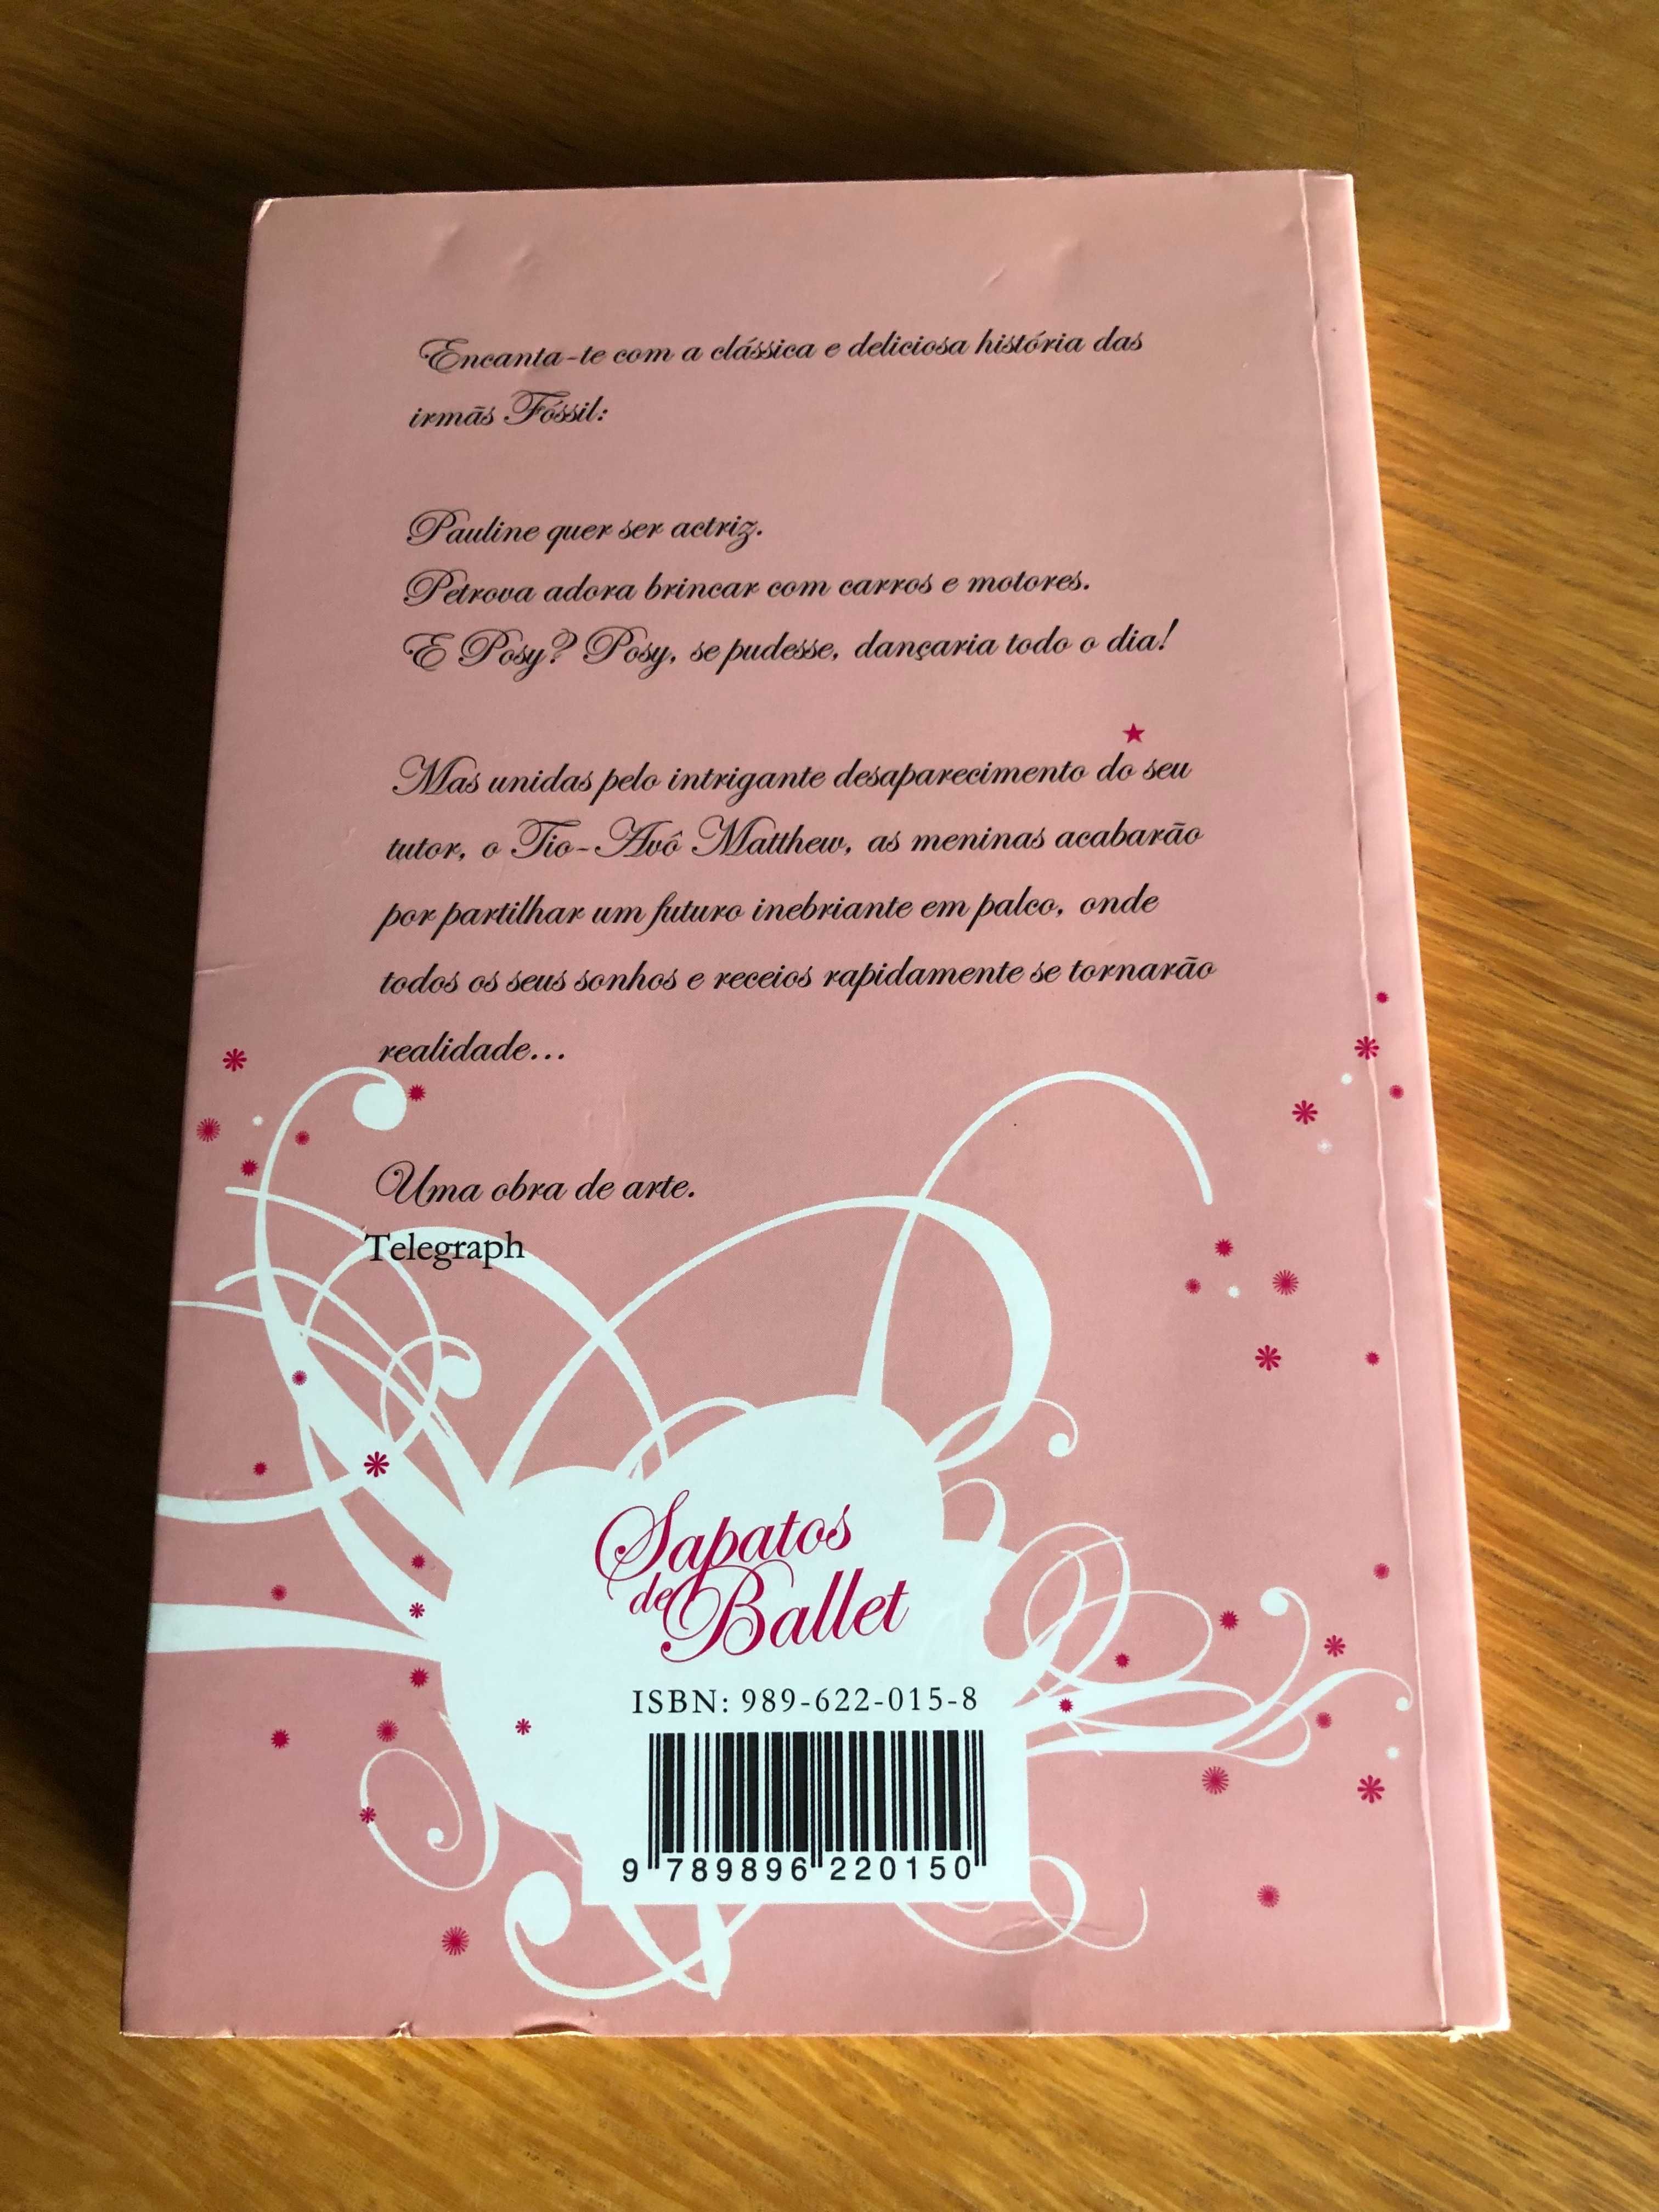 Encanta-te com a clássica e deliciosa história das
irmãs Fóssil:
Pauline quer ser actriz.
Petrova adora brincar com carros e motores.
E Posy? Posy, se pudesse, dançaria todo o dia!
Mas unidas pelo intrigante desaparecimento do seu
tutor, o Tio-Avô Matthew, as meninas acabarão
por partilhar um futuro inebriante em palco, onde
todos os seus sonhos e receios rapidamente se tornarão
realidade...
Uma obra de arte.
Telegraph
Sapatos
de Ballet
ISBN: 989-622-015-8
9 789896 220150